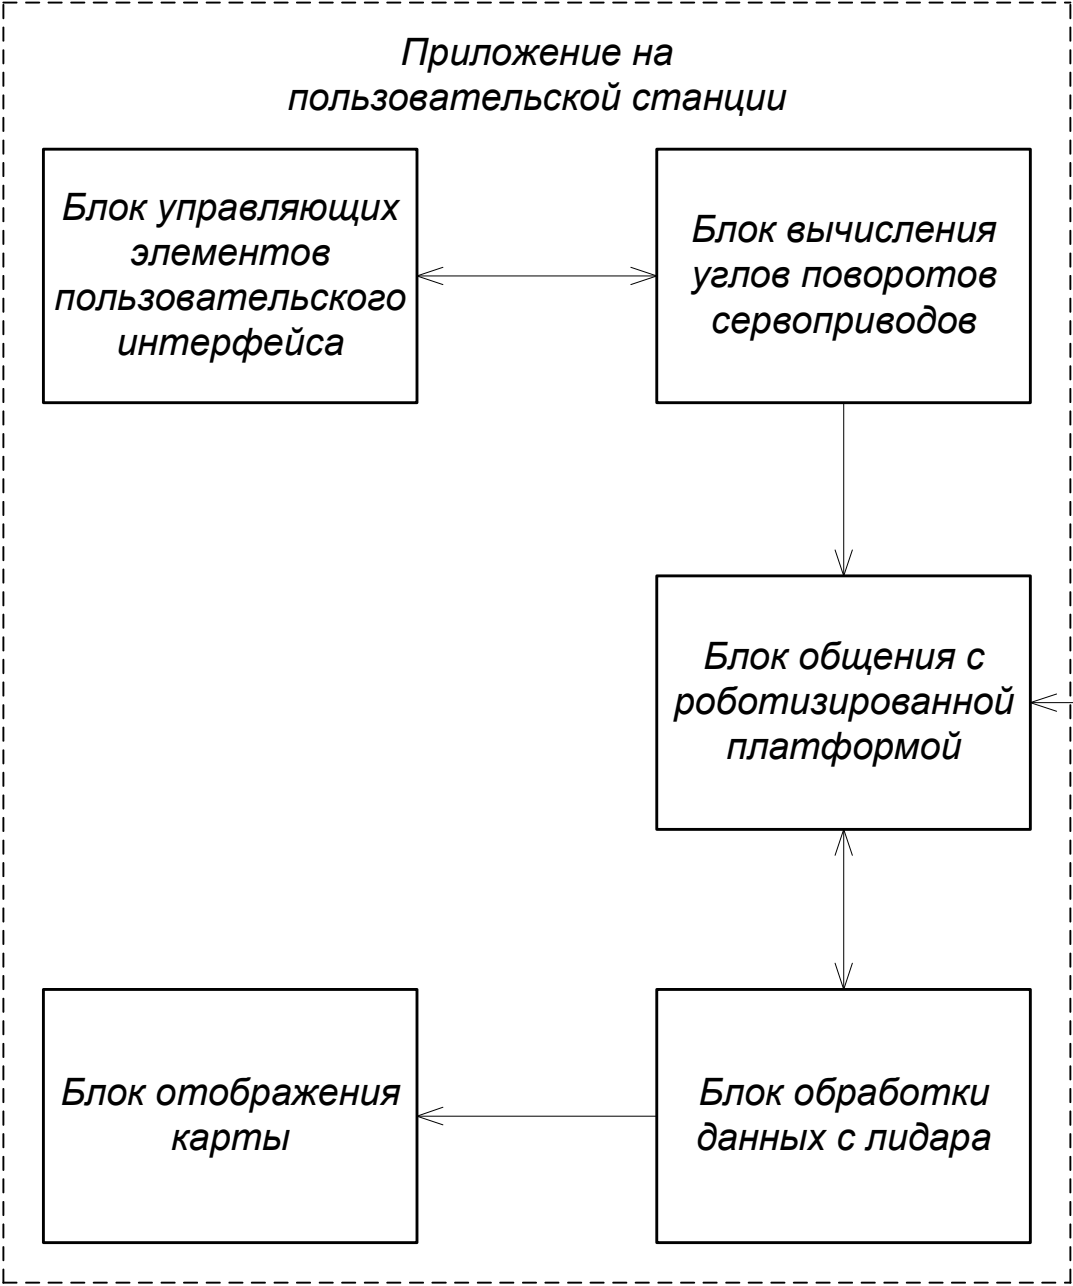 Приложение на
пользовательской станции
Блок управляющих
элементов
пользовательского
интерфейса
Блок вычисления
углов поворотов
сервоприводов
Блок общения с
роботизированной
платформой
Блок отображения
карты
Блок обработки
данных с лидара